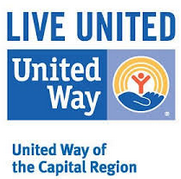 LIVE UNITED
United
Way
®
United Way of
the Capital Region